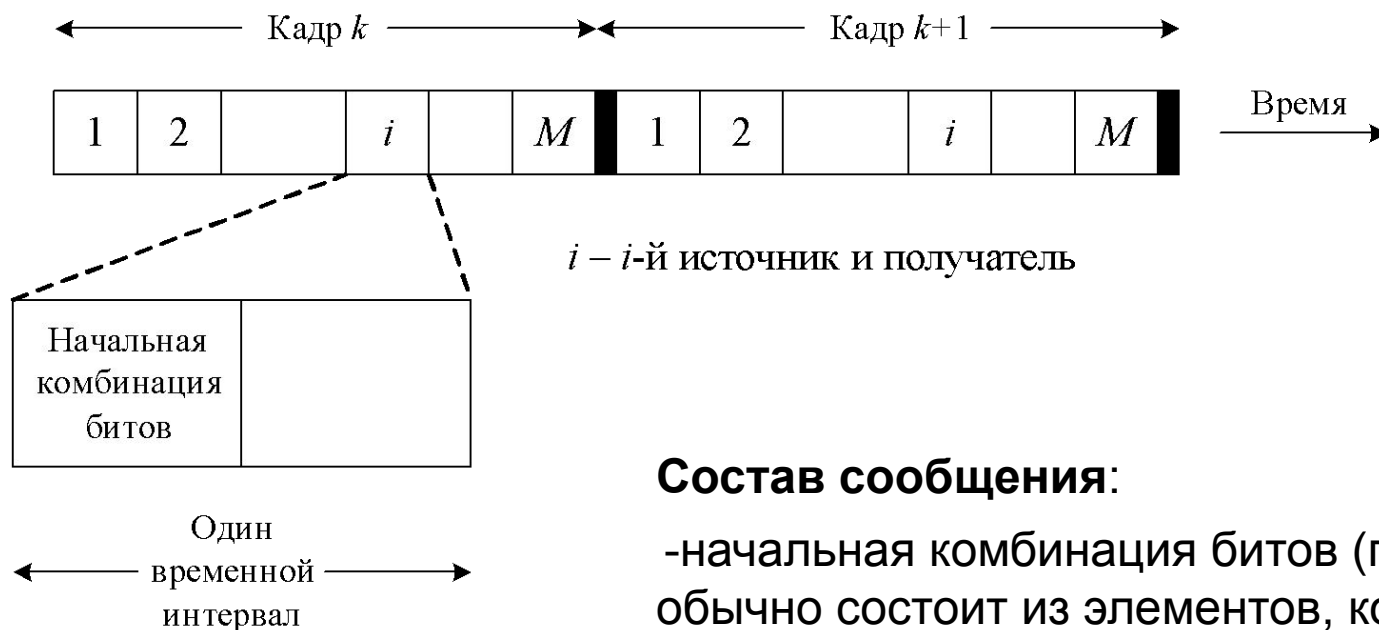 Кадр k Кадр k+1
1 2 i M 1 2 i M Время
i – i-й источник и получатель
Начальная
комбинация
битов
Состав сообщения:
-начальная комбинация битов
обычно состоит из элементов,
Один
временной
интервал